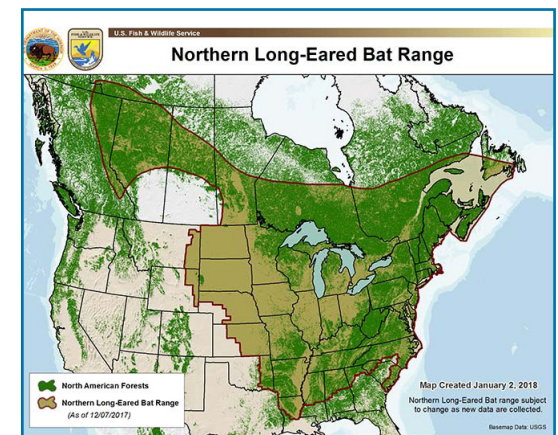 U.S. Fish & Wildlife Service
Northern Long-Eared Bat Range
North American Forests
Northern Long-Eared Bat Range
(As of 12/07/2017)
Map Created January 2, 2018
Northern Long-Eared Bat range subject
to change as new data are collected.
Basemap Data: USGS